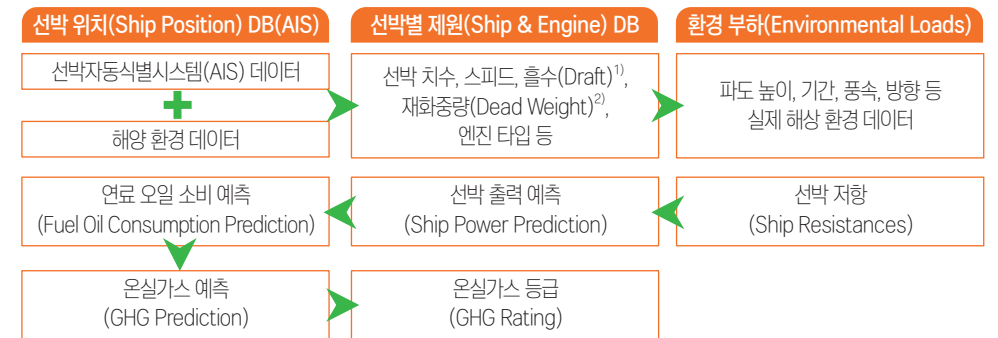 선박 위치(Ship Position) DB(AIS)
선박자동식별시스템(AIS) 데이터
해양 환경 데이터
선박별 제원(Ship & Engine) DB
선박 치수, 스피드, 흘수(Draft)1),
재화중량(Dead Weight)2),
엔진 타입 등
환경 부하(Environmental Loads)
파도 높이, 기간, 풍속, 방향 등
실제 해상 환경 데이터
선박 저항
(Ship Resistances)
선박 출력 예측
(Ship Power Prediction)
연료 오일 소비 예측
(Fuel Oil Consumption Prediction)
온실가스 예측
(GHG Prediction)
온실가스 등급
(GHG Rating)